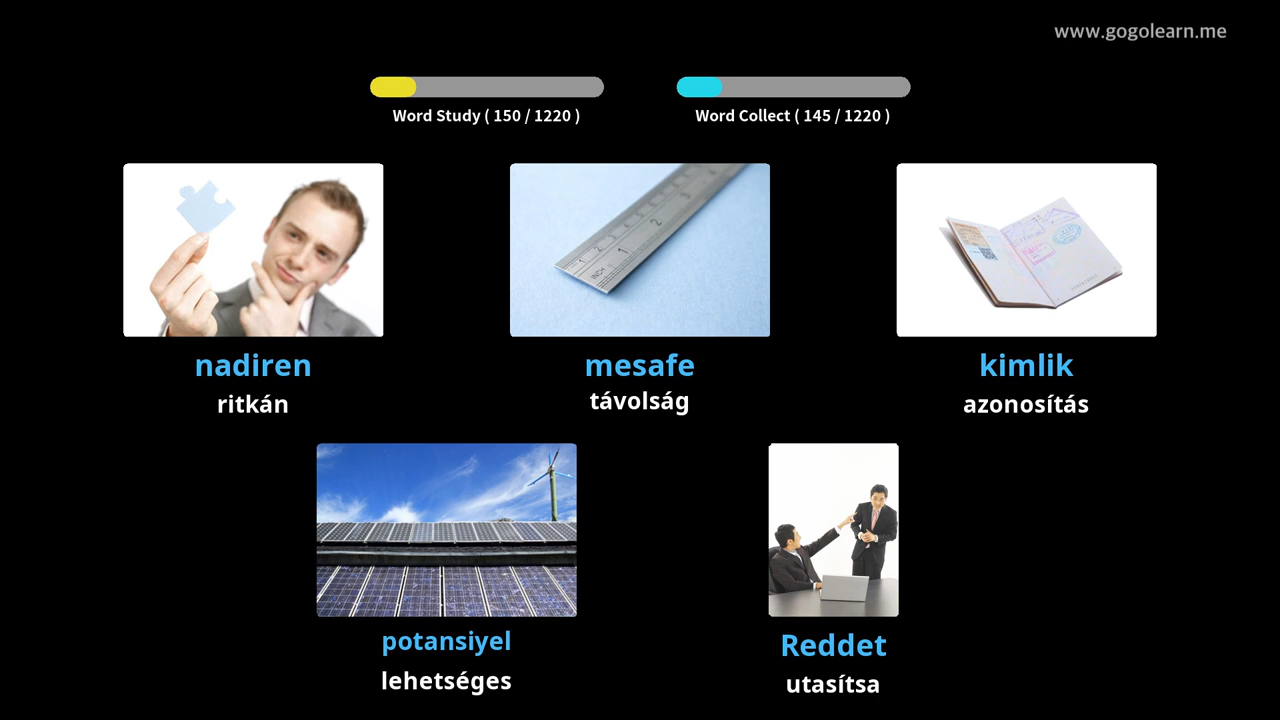 www.gogolearn.me
Word Study ( 150 / 1220 )
Word Collect ( 145 / 1220 )
nadiren
ritkán
mesafe
távolság
kimlik
azonosítás
potansiyel
lehetséges
Reddet
utasítsa